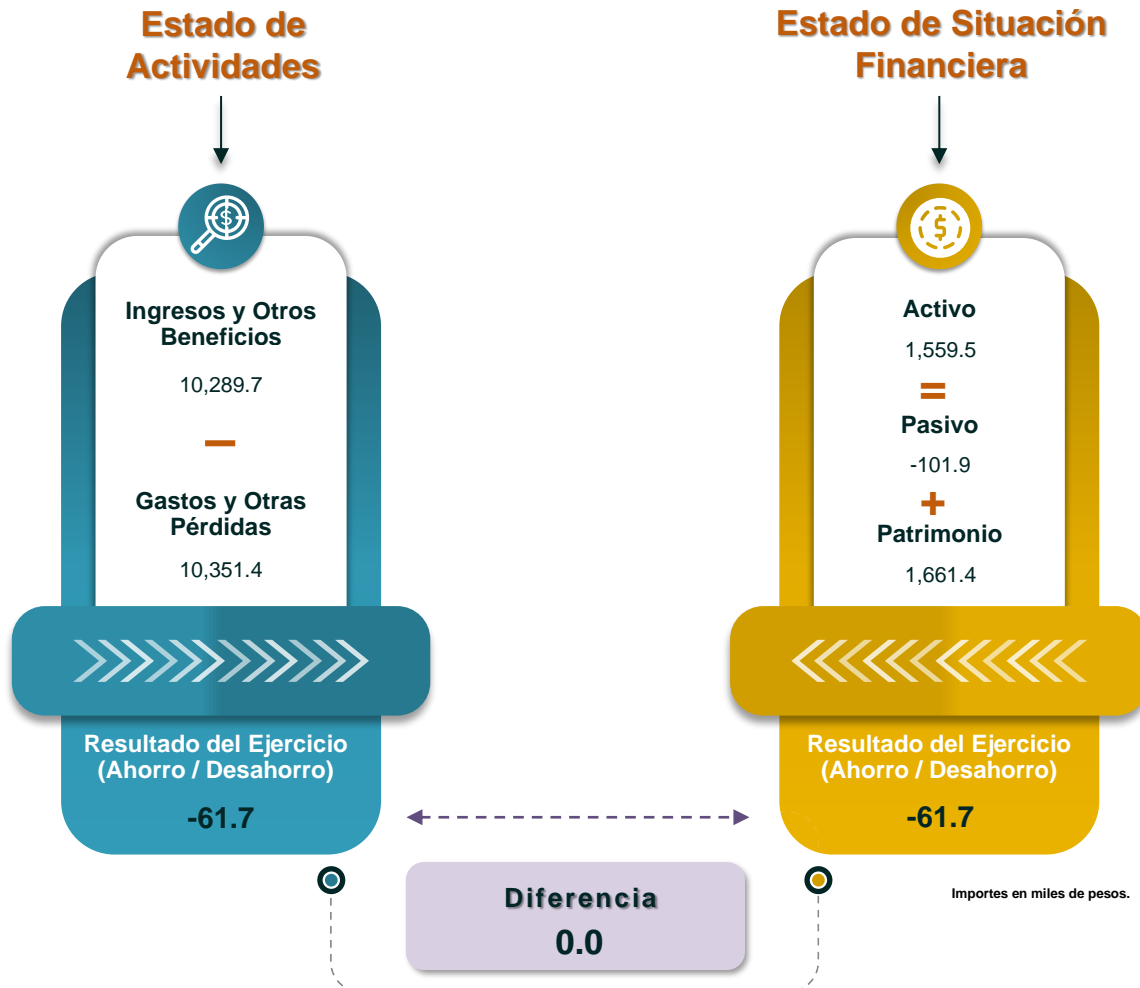 Estado de
Actividades
Ingresos y Otros
Beneficios
10,289.7
–
Gastos y Otras
Pérdidas
10,351.4
Resultado del Ejercicio
(Ahorro / Desahorro)
-61.7
Estado de Situación
Financiera
$
Activo
1,559.5
=
Pasivo
-101.9
+
Patrimonio
1,661.4
Resultado del Ejercicio
(Ahorro / Desahorro)
-61.7
Diferencia
0.0
Importes en miles de pesos.